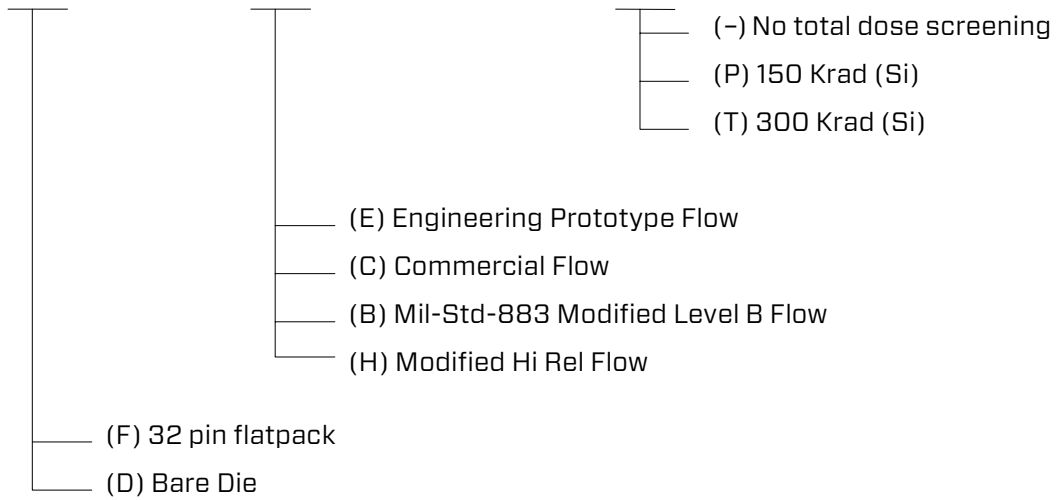 (–) No total dose screening
(P) 150 Krad (Si)
(T) 300 Krad (Si)
(E) Engineering Prototype Flow
(C) Commercial Flow
(B) Mil-Std-883 Modified Level B Flow
(H) Modified Hi Rel Flow
(F) 32 pin flatpack
(D) Bare Die